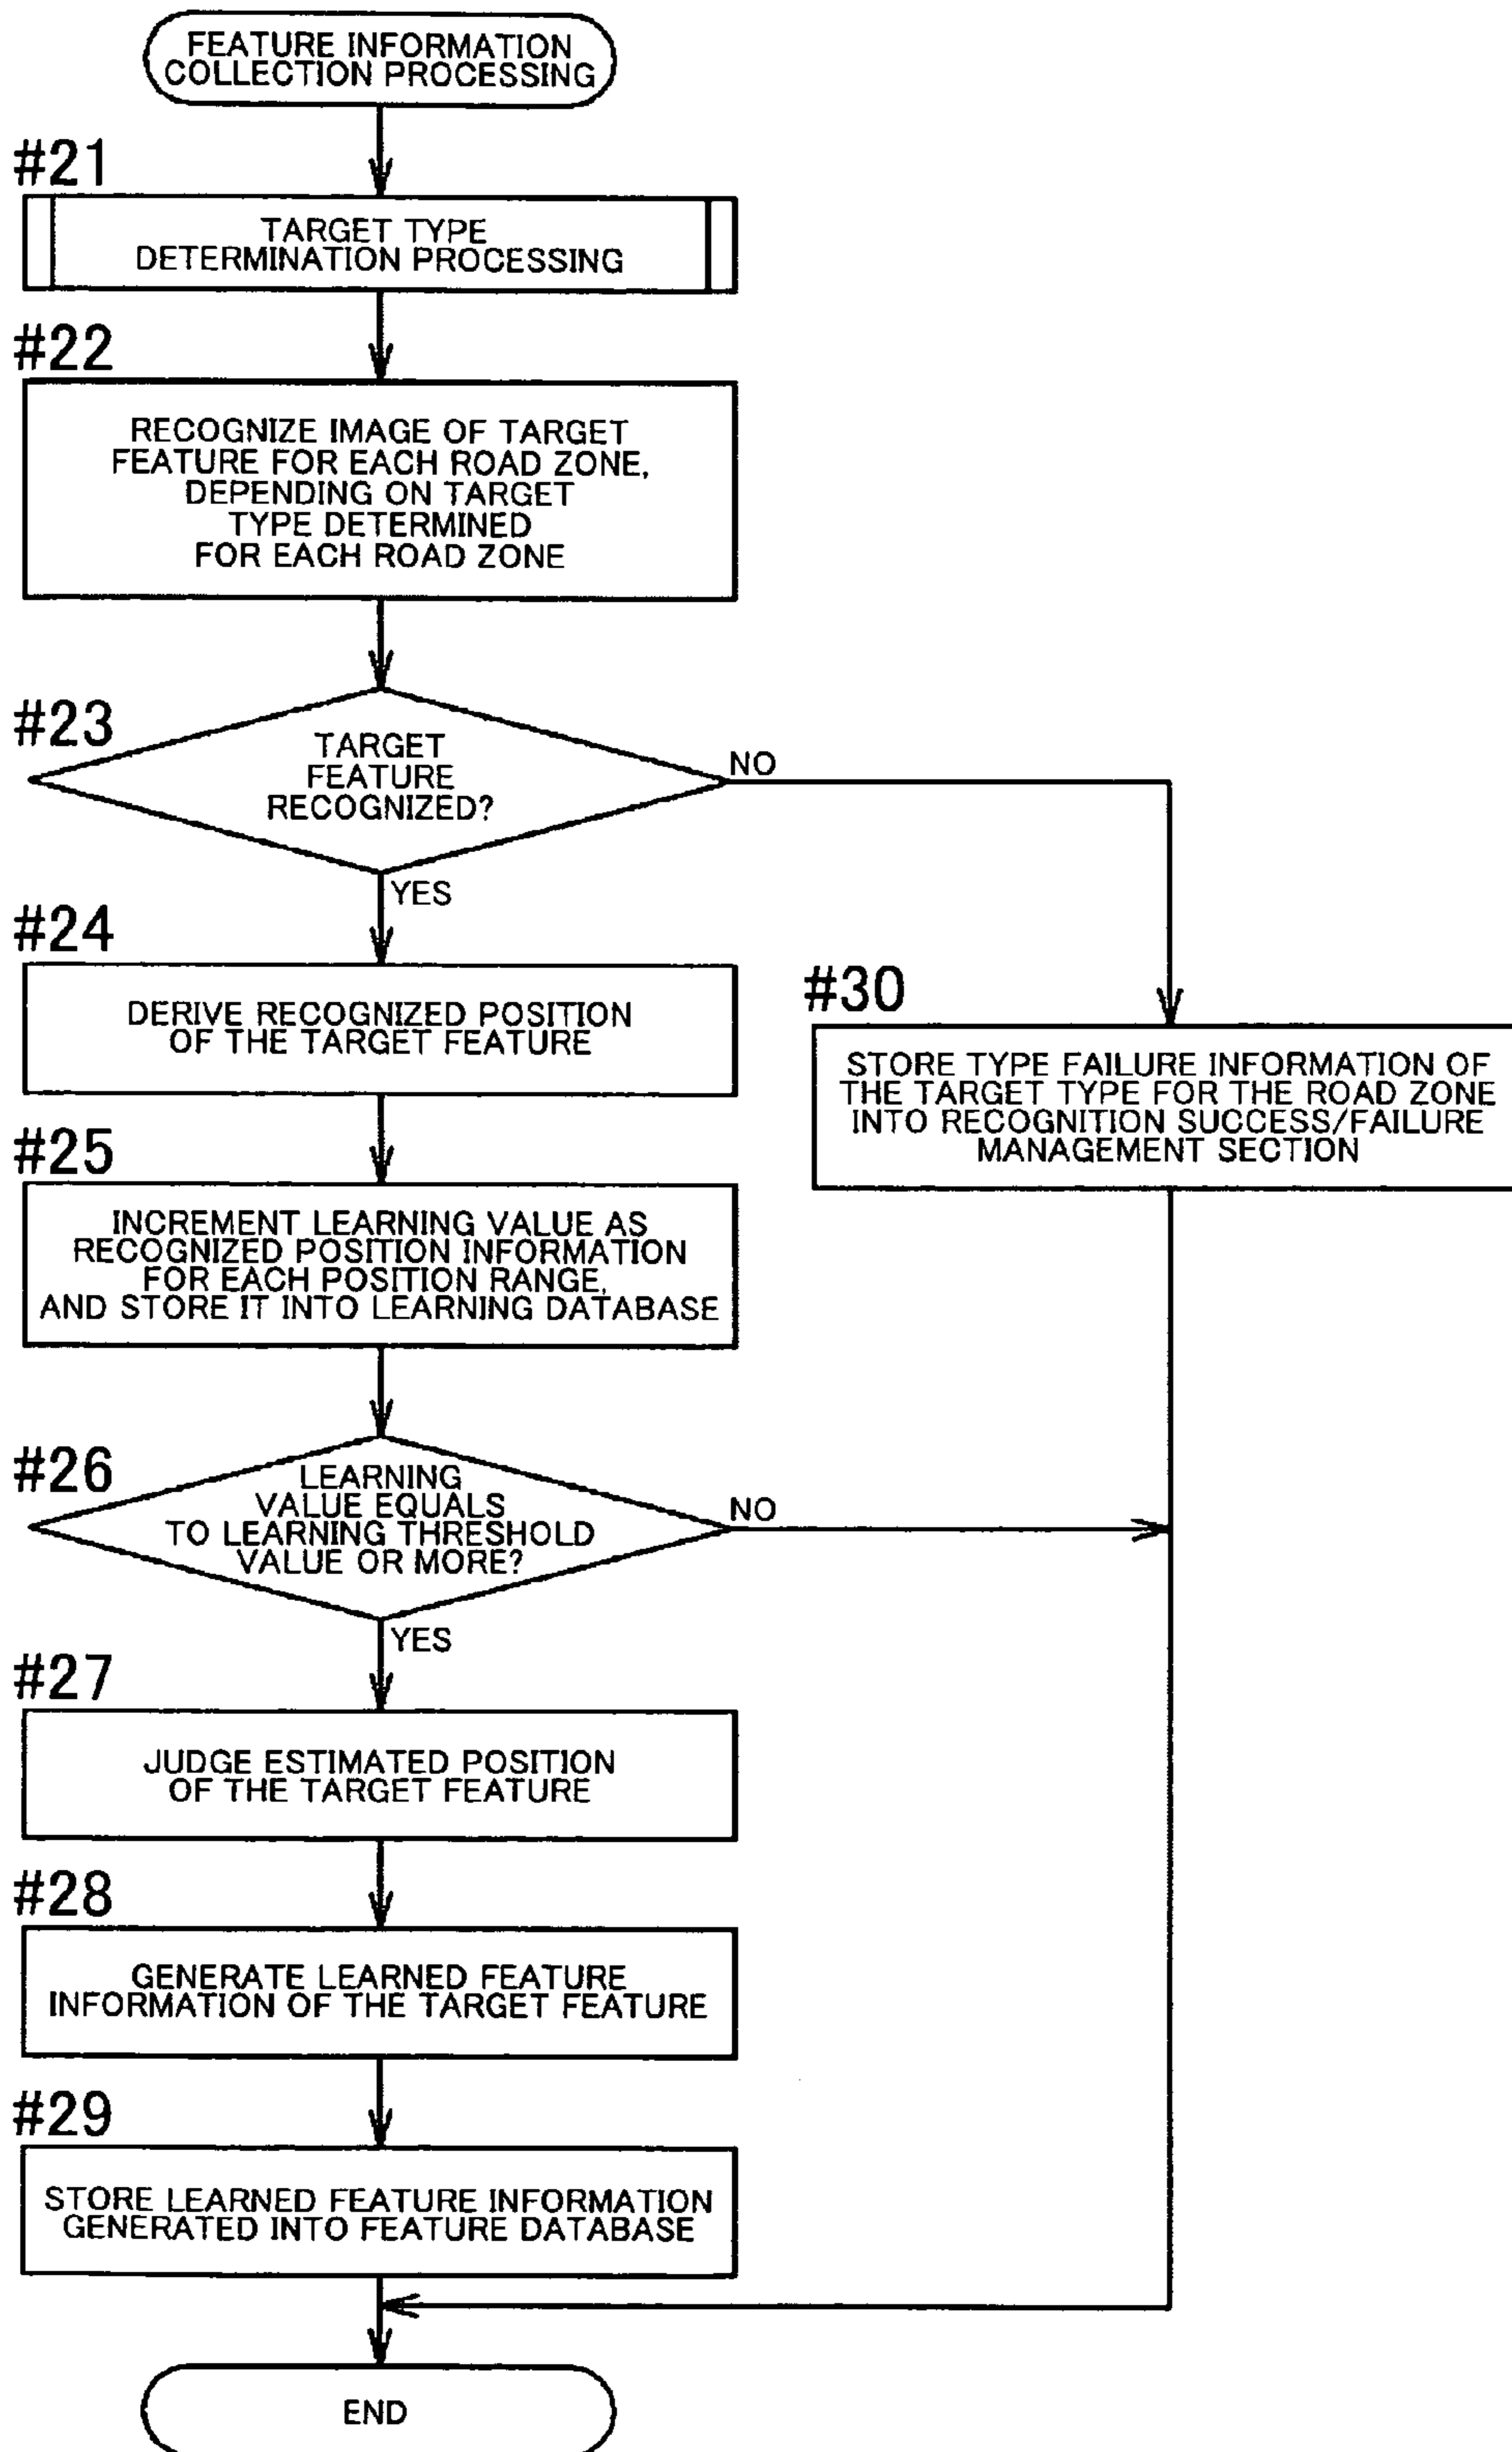 FEATURE INFORMATION
COLLECTION PROCESSING
#21
TARGET TYPE
DETERMINATION PROCESSING
#22
RECOGNIZE IMAGE OF TARGET
FEATURE FOR EACH ROAD ZONE,
DEPENDING ON TARGET
TYPE DETERMINED
FOR EACH ROAD ZONE
#23
TARGET
FEATURE
RECOGNIZED?
NO
YES
#24
DERIVE RECOGNIZED POSITION
OF THE TARGET FEATURE
#30
STORE TYPE FAILURE INFORMATION OF
THE TARGET TYPE FOR THE ROAD ZONE
INTO RECOGNITION SUCCESS/FAILURE
MANAGEMENT SECTION
#25
INCREMENT LEARNING VALUE AS
RECOGNIZED POSITION INFORMATION
FOR EACH POSITION RANGE,
AND STORE IT INTO LEARNING DATABASE
#26
LEARNING
VALUE EQUALS
TO LEARNING THRESHOLD
VALUE OR MORE?
NO
YES
#27
JUDGE ESTIMATED POSITION
OF THE TARGET FEATURE
#28
GENERATE LEARNED FEATURE
INFORMATION OF THE TARGET FEATURE
#29
STORE LEARNED FEATURE INFORMATION
GENERATED INTO FEATURE DATABASE
END